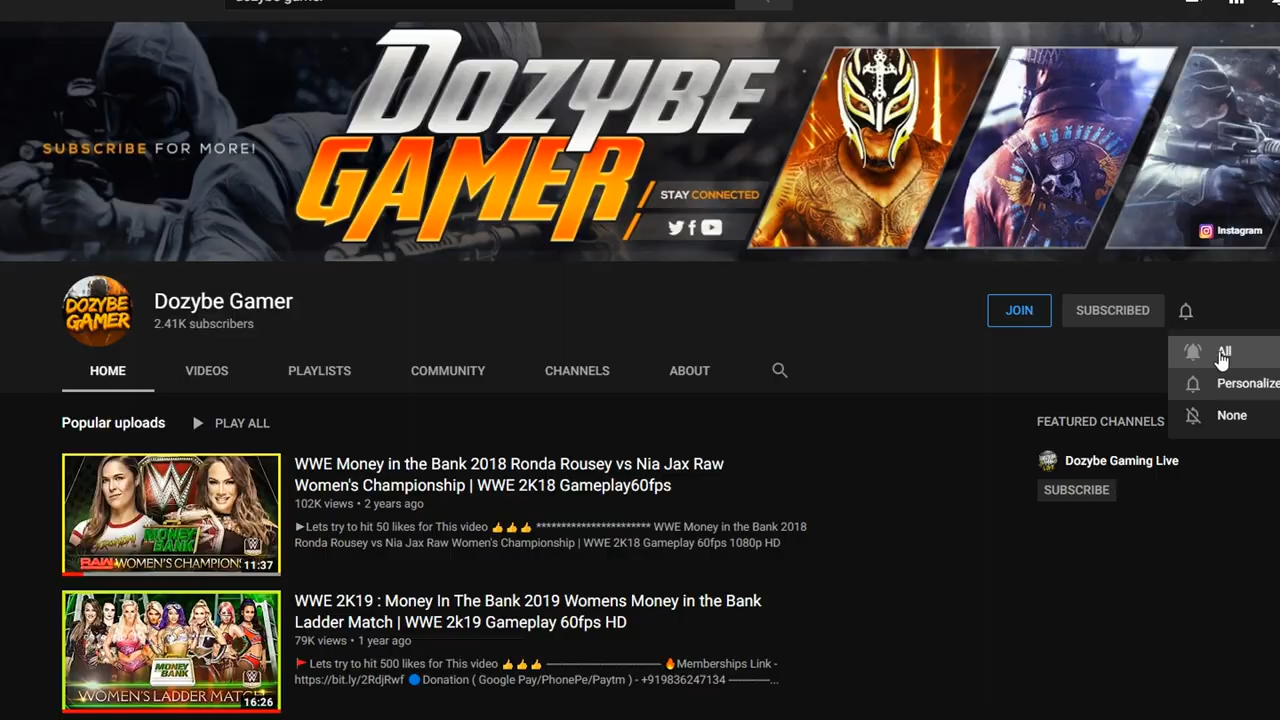 SUBSCRIBE FOR MORE!
DOZYBE
GAMER
STAY CONNECTED
Instagram
DOZYBE
GAMER
Dozybe Gamer
2.41K subscribers
JOIN
SUBSCRIBED
All
Personalize
None
HOME
VIDEOS
PLAYLISTS
COMMUNITY
CHANNELS
ABOUT
Popular uploads
PLAY ALL
FEATURED CHANNELS
Dozybe Gaming Live
SUBSCRIBE
MONEY
BANK
RAW WOMEN'S CHAMPION
11:37
WWE Money in the Bank 2018 Ronda Rousey vs Nia Jax Raw
Women's Championship | WWE 2K18 Gameplay60fps
102K views • 2 years ago
►Lets try to hit 50 likes for This video 👍👍👍 ********************** WWE Money in the Bank 2018
Ronda Rousey vs Nia Jax Raw Women's Championship | WWE 2K18 Gameplay 60fps 1080p HD
MONEY
BANK
WOMEN'S LADDER MATC
16:26
WWE 2K19 : Money In The Bank 2019 Womens Money in the Bank
Ladder Match | WWE 2k19 Gameplay 60fps HD
79K views • 1 year ago
🚩 Lets try to hit 500 likes for This video 👍👍👍 ——————————— 🔥Memberships Link -
https://bit.ly/2RdjRwf 🔵Donation ( Google Pay/PhonePe/Paytm ) - +919836247134 ————...